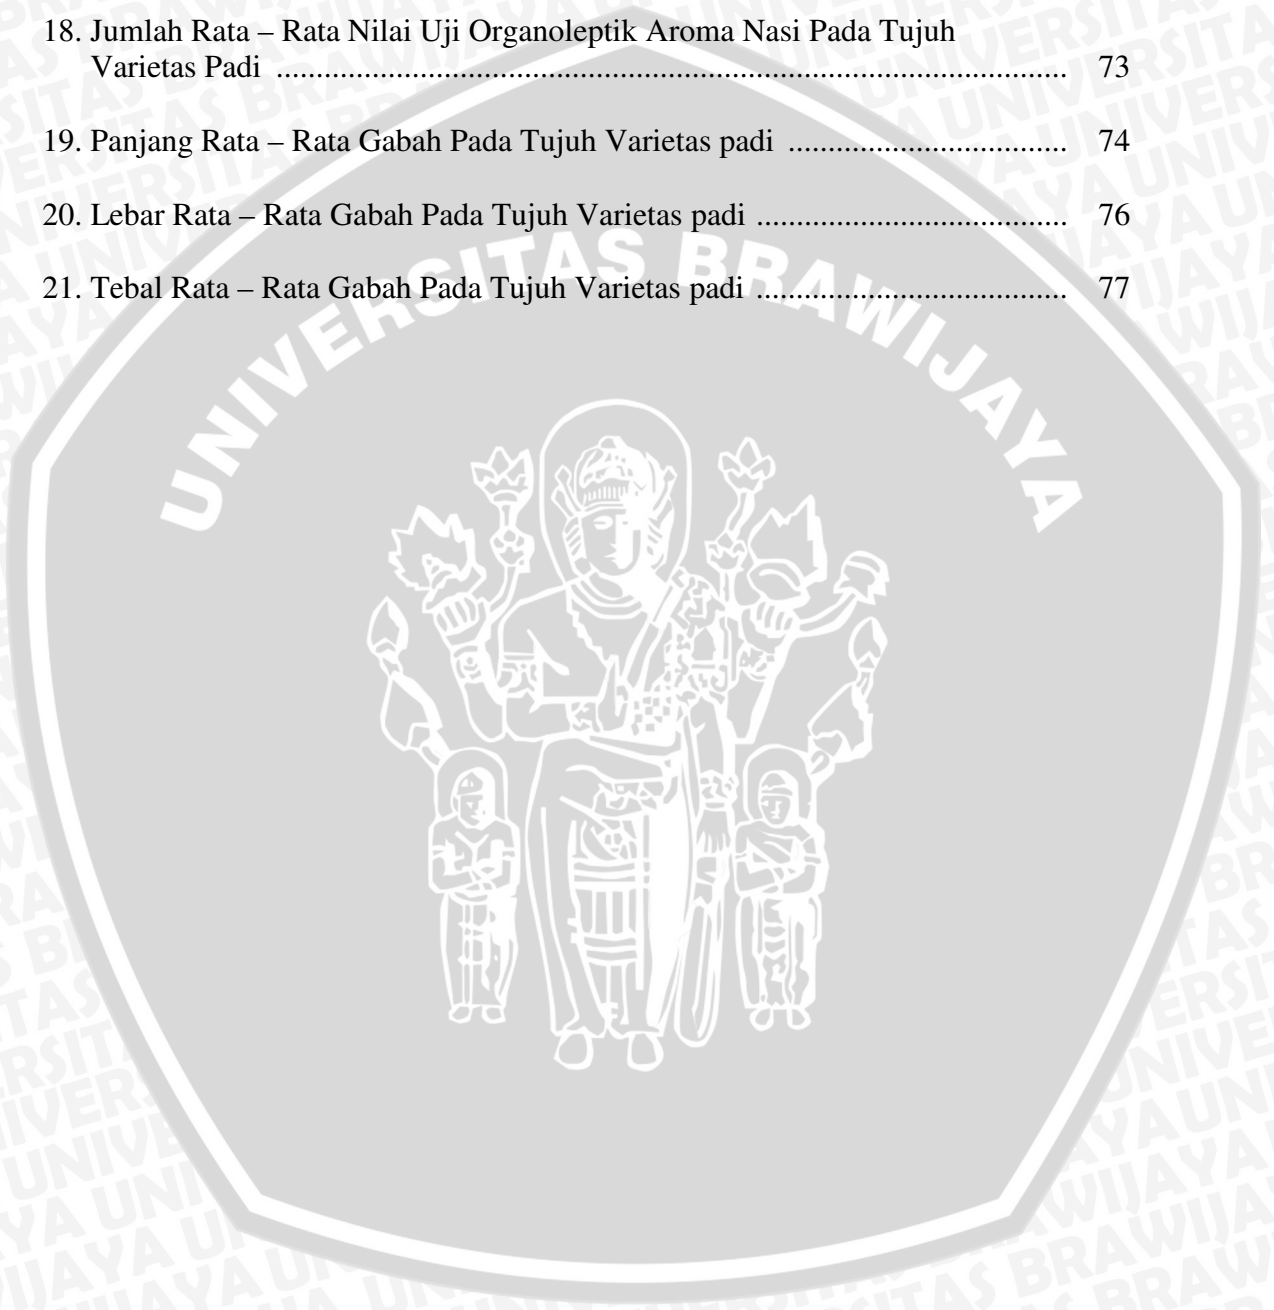 18. Jumlah Rata – Rata Nilai Uji Organoleptik Aroma Nasi Pada Tujuh
Varietas Padi .................................................................................................. 73
19. Panjang Rata – Rata Gabah Pada Tujuh Varietas padi .................................. 74
20. Lebar Rata – Rata Gabah Pada Tujuh Varietas padi ...................................... 76
21. Tebal Rata – Rata Gabah Pada Tujuh Varietas padi ...................................... 77
UNIVERSITAS BRAWIJAYA